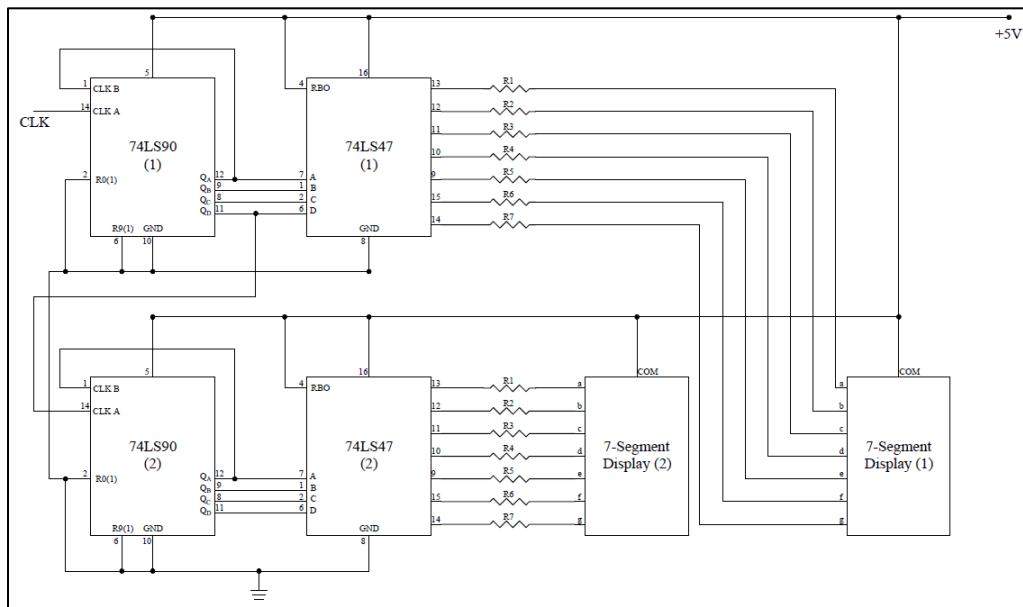 +5V
5
16
1
CLK B
4
RBO
13
R1
14
CLK A
12
R2
CLK
74LS90
(1)
74LS47
(1)
11
R3
10
R4
2
R0(1)
QA
12
7
A
9
R5
QB
9
1
B
QC
8
2
C
15
R6
QD
11
6
D
14
R7
R9(1)
GND
GND
6
10
8
5
16
COM
COM
1
CLK B
4
RBO
13
R1
a
a
14
CLK A
12
R2
b
b
74LS90
(2)
74LS47
(2)
11
R3
c
7-Segment
Display (2)
c
7-Segment
Display (1)
10
R4
d
d
2
R0(1)
QA
12
7
A
9
R5
e
e
QB
9
1
B
QC
8
2
C
15
R6
f
f
QD
11
6
D
14
R7
g
g
R9(1)
GND
GND
6
10
8